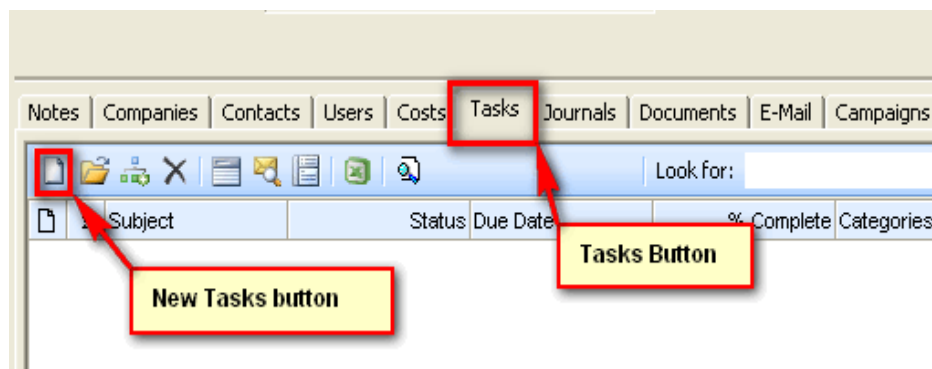 Notes Companies Contacts Users Costs Tasks Journals Documents E-Mail Campaigns
Look for:
Subject Status Due Date % Complete Categories
Tasks Button
New Tasks button